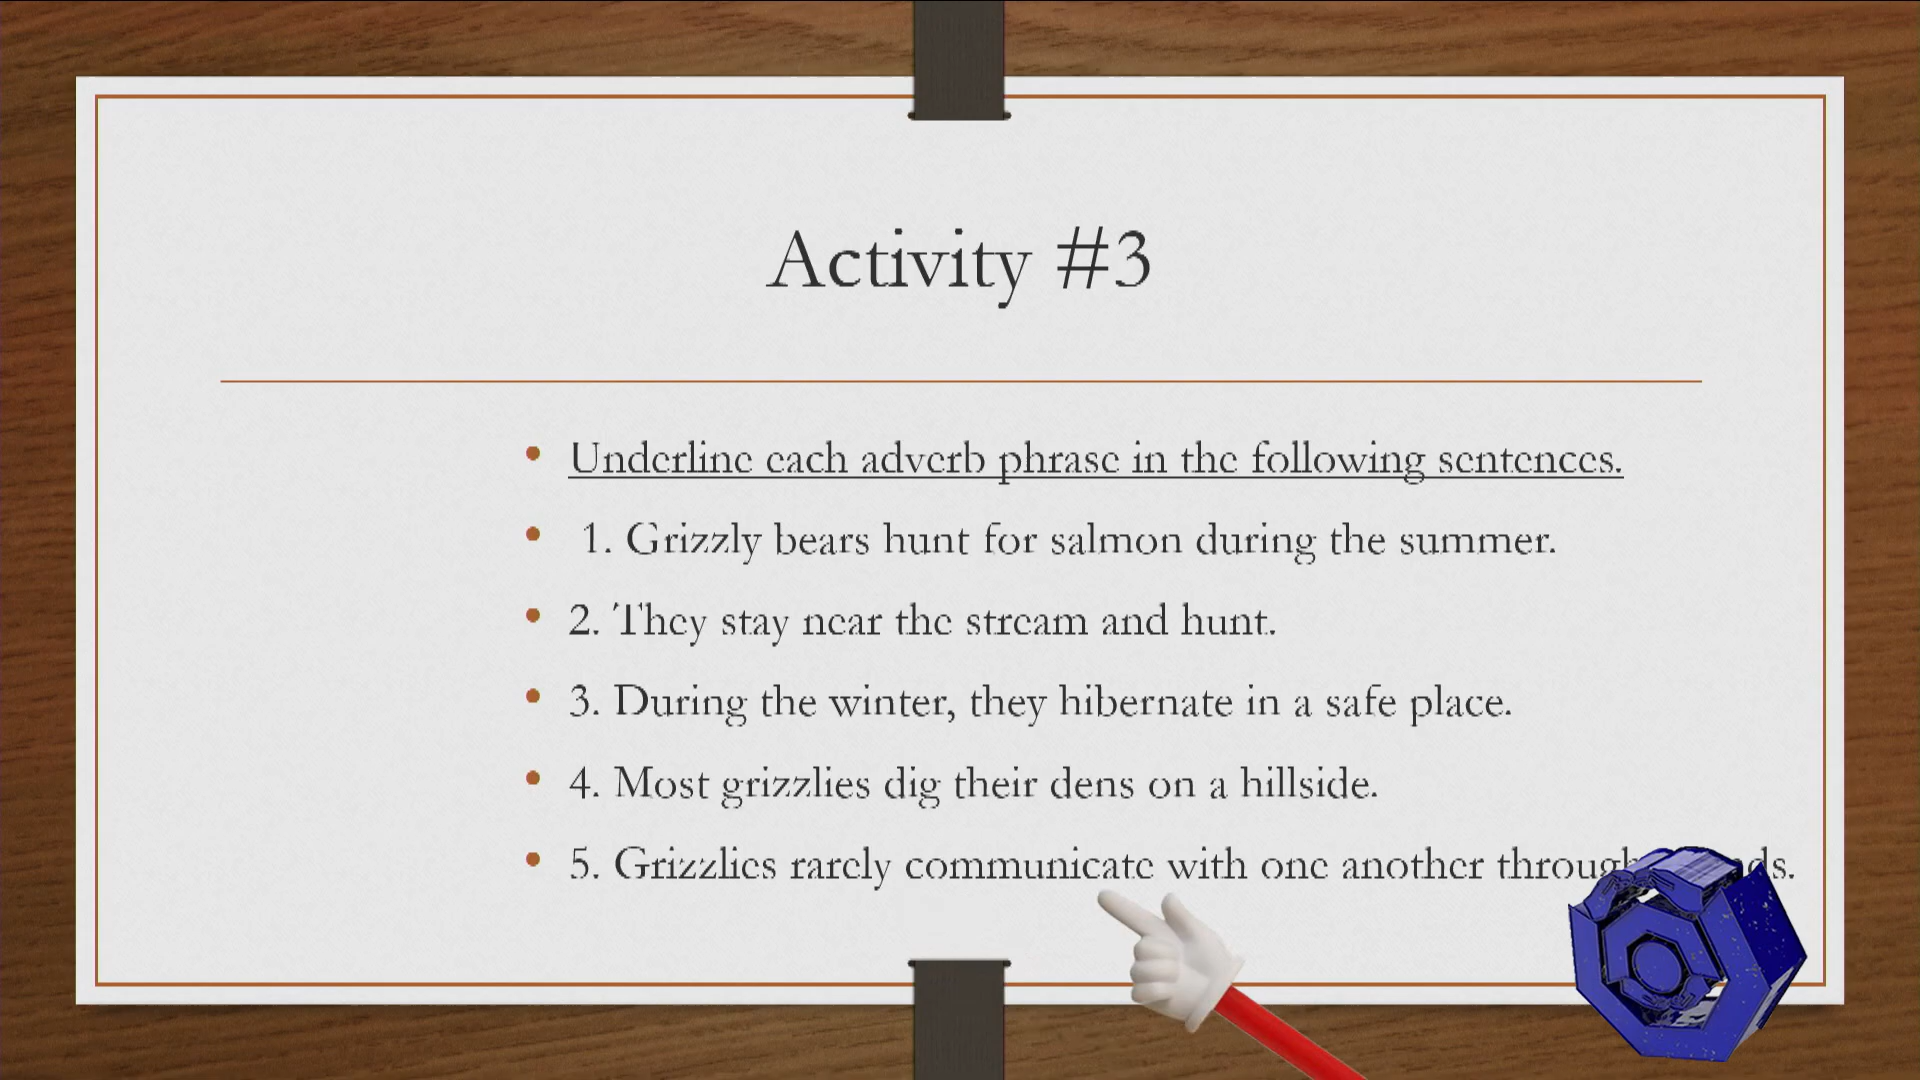 Activity #3
Underline each adverb phrase in the following sentences.
1. Grizzly bears hunt for salmon during the summer.
2. They stay near the stream and hunt.
3. During the winter, they hibernate in a safe place.
4. Most grizzlies dig their dens on a hillside.
5. Grizzlies rarely communicate with one another through